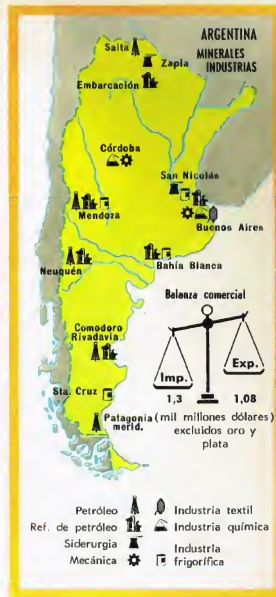 ARGENTINA
MINERALES
INDUSTRIAS
Salta
Zapla
Embarcación
Córdoba
San Nicolás
Mendoza
Buenos Aires
Neuquén
Bahía Blanca
Balanza comercial
Comodoro
Rivadavia
Imp.
Exp.
1,3
1,08
Sta. Cruz
Patagonia
merid.
(mil millones dólares)
excluidos oro y
plata
Petróleo
Industria textil
Ref. de petróleo
Industria química
Siderurgia
Mecánica
Industria
frigorífica